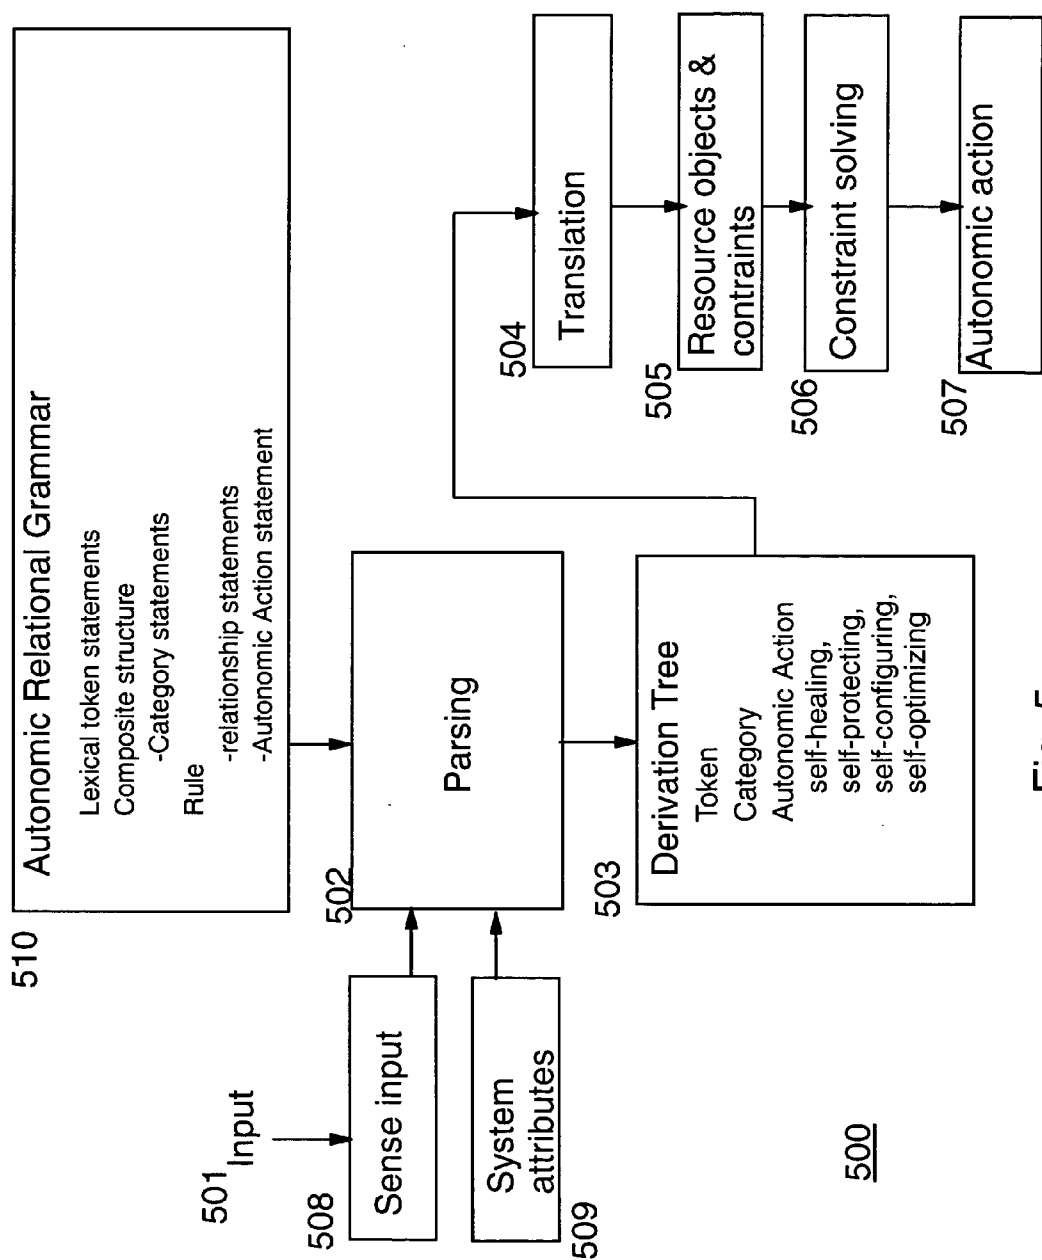 510
Autonomic Relational Grammar
Lexical token statements
Composite structure
-Category statements
Rule
-relationship statements
-Autonomic Action statement
501
Input
508
Sense input
System
attributes
509
502
Parsing
503
Derivation Tree
Token
Category
Autonomic Action
self-healing,
self-protecting,
self-configuring,
self-optimizing
504
Translation
505
Resource objects &
contraints
506
Constraint solving
507
Autonomic action
500